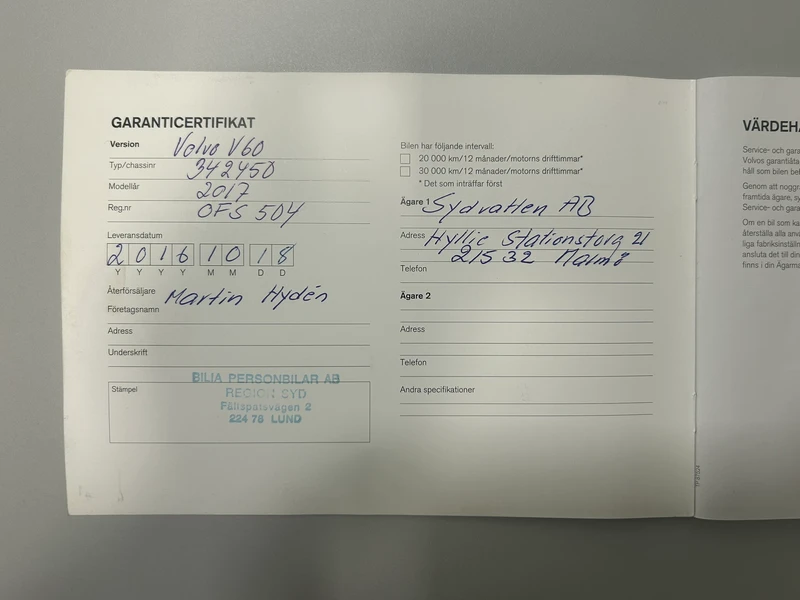 GARANTICERTIFIKAT
Version Volvo V60
Typ/chassinr 342450
Modellår 2017
Reg.nr OFS 504
Leveransdatum
2 0 1 6 1 0 1 8
Y Y Y Y M M D D
Återförsäljare Martin Hydén
Företagsnamn
Adress
Underskrift
Stämpel
BILIA PERSONBILAR AB
REGION SYD
Fältspatsvägen 2
224 78 LUND
Bilen har följande intervall:
20 000 km/12 månader/motorns drifttimmar*
30 000 km/12 månader/motorns drifttimmar*
* Det som inträffar först
Ägare 1 Sydvatten AB
Adress Hyllie Stationstorg 21
215 32 Malmö
Telefon
Ägare 2
Adress
Telefon
Andra specifikationer
VÄRDEHA
Service- och gara
Volvos garantiåta
håll som bilen beh
Genom att noggr
framtida ägare, sy
Service- och gara
Om en bil som ka
återställa alla anvä
liga fabriksinställn
ansluta det till din
finns i din Ägarma